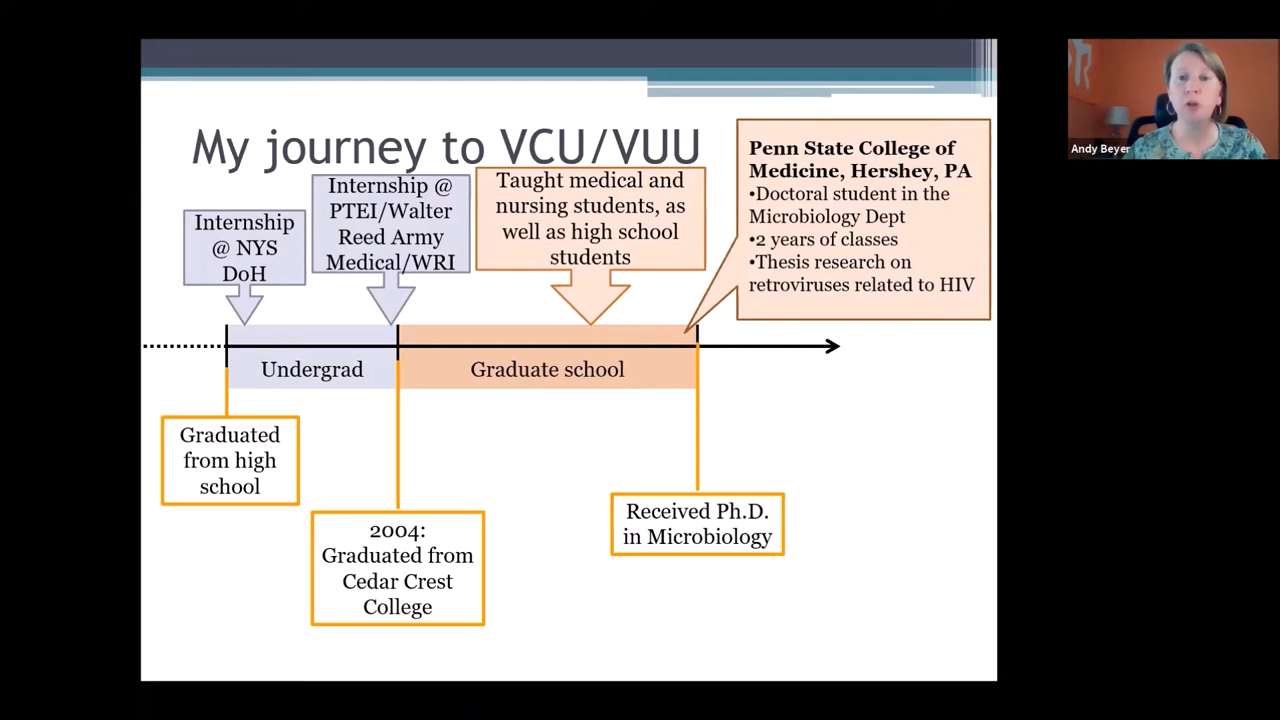 My journey to VCU/VUU
Internship
@ NYS
DoH
Internship @
PTEI/Walter
Reed Army
Medical/WRI
Taught medical and
nursing students, as
well as high school
students
Penn State College of
Medicine, Hershey, PA
•Doctoral student in the
Microbiology Dept
•2 years of classes
•Thesis research on
retroviruses related to HIV
Andy Beyer
Undergrad
Graduate school
Graduated
from high
school
2004:
Graduated from
Cedar Crest
College
Received Ph.D.
in Microbiology